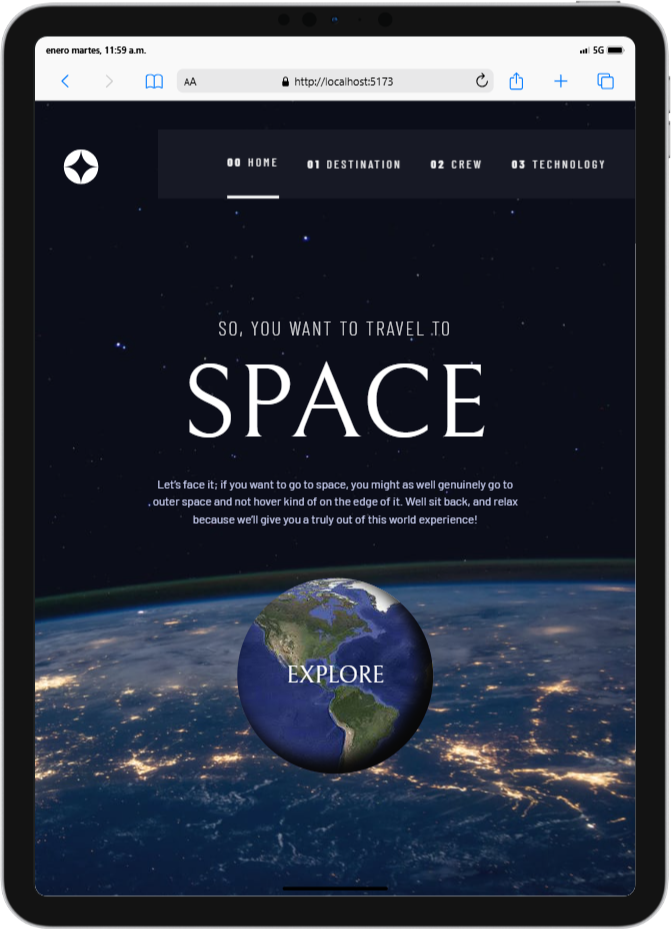 enero martes, 11:59 a.m.
5G
AA
http://localhost:5173
00 HOME
01 DESTINATION
02 CREW
03 TECHNOLOGY
SO, YOU WANT TO TRAVEL TO
SPACE
Let's face it; if you want to go to space, you might as well genuinely go to
outer space and not hover kind of on the edge of it. Well sit back, and relax
because we'll give you a truly out of this world experience!
EXPLORE